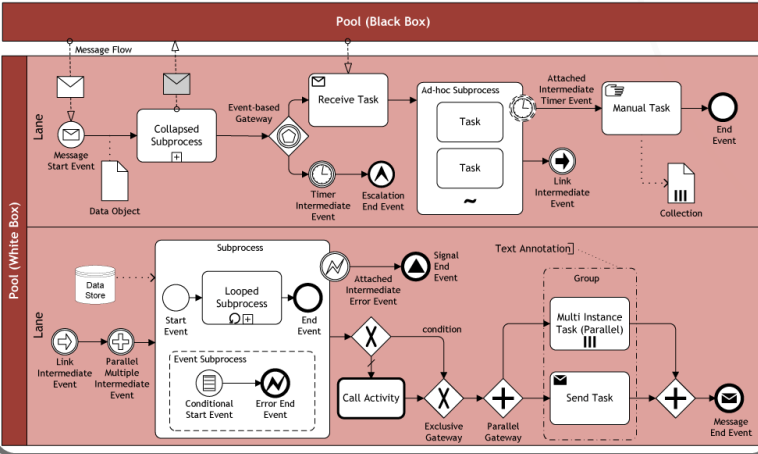 Pool (Black Box)
Message Flow
Pool (White Box)
Lane
Message
Start Event
Data Object
Collapsed
Subprocess
Event-based
Gateway
Receive Task
Timer
Intermediate
Event
Escalation
End Event
Ad-hoc Subprocess
Task
Task
Attached
Intermediate
Timer Event
Link
Intermediate
Event
Manual Task
Collection
End
Event
Lane
Data
Store
Link
Intermediate
Event
Parallel
Multiple
Intermediate
Event
Subprocess
Start
Event
Looped
Subprocess
End
Event
Event Subprocess
Conditional
Start Event
Error End
Event
Attached
Intermediate
Error Event
Signal
End
Event
condition
Call Activity
Exclusive
Gateway
Parallel
Gateway
Text Annotation
Group
Multi Instance
Task (Parallel)
Send Task
Message
End Event